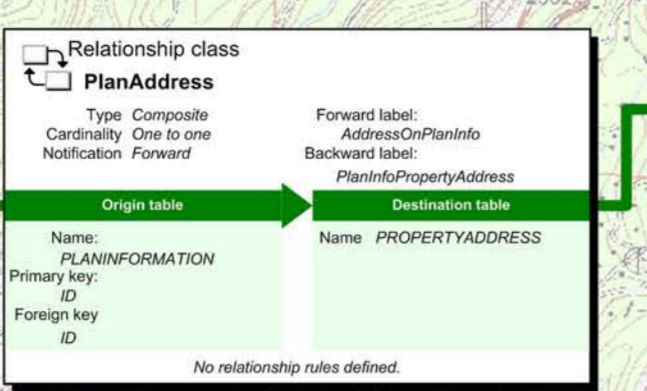 Relationship class
PlanAddress
Type Composite
Cardinality One to one
Notification Forward
Forward label:
AddressOnPlanInfo
Backward label:
PlanInfoPropertyAddress
Origin table
Destination table
Name:
PLANINFORMATION
Primary key:
ID
Foreign key
ID
Name PROPERTYADDRESS
No relationship rules defined.